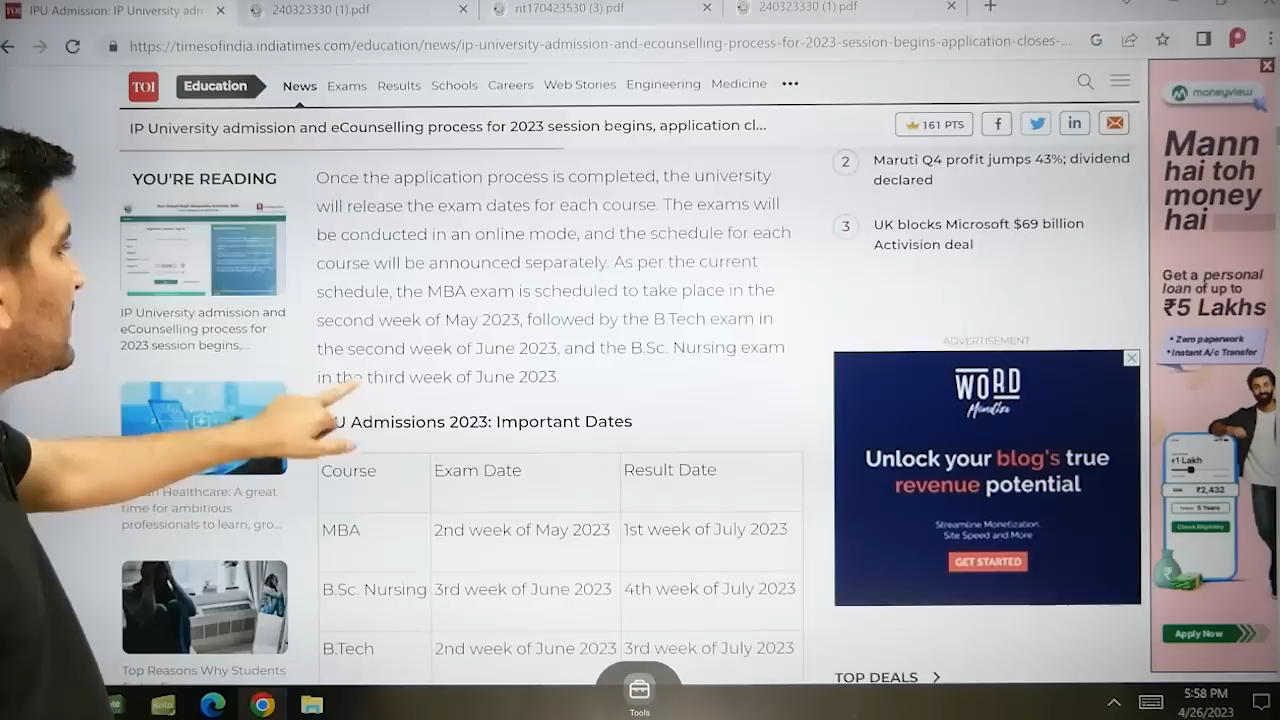 IPU Admission: IP University adm
240323330 (1).pdf
nt170423530 (3).pdf
240323330 (1).pdf
https://timesofindia.indiatimes.com/education/news/ip-university-admission-and-ecounselling-process-for-2023-session-begins-application-closes-...
TOI
Education
News Exams Results Schools Careers Web Stories Engineering Medicine
IP University admission and eCounselling process for 2023 session begins, application cl...
161 PTS
YOU'RE READING
IP University admission and
eCounselling process for
2023 session begins,...
Healthcare: A great
time for ambitious
professionals to learn, gro...
Top Reasons Why Students
Once the application process is completed, the university
will release the exam dates for each course. The exams will
be conducted in an online mode, and the schedule for each
course will be announced separately. As per the current
schedule, the MBA exam is scheduled to take place in the
second week of May 2023, followed by the B.Tech exam in
the second week of June 2023, and the B.Sc. Nursing exam
in the third week of June 2023.
U Admissions 2023: Important Dates
Course Exam Date Result Date
MBA 2nd week of May 2023 1st week of July 2023
B.Sc. Nursing 3rd week of June 2023 4th week of July 2023
B.Tech 2nd week of June 2023 3rd week of July 2023
2 Maruti Q4 profit jumps 43%; dividend
declared
3 UK blocks Microsoft $69 billion
Activision deal
ADVERTISEMENT
WORD
Unlock your blog's true
revenue potential
Streamline Monetization,
Site Speed and More
GET STARTED
TOP DEALS
moneyview
Mann
hai toh
money
hai
Get a personal
loan of up to
₹5 Lakhs
• Zero paperwork
• Instant A/c Transfer
₹1 Lakh
₹2,432
5 Years
Check Eligibility
Apply Now
Tools
5:58 PM
4/26/2023